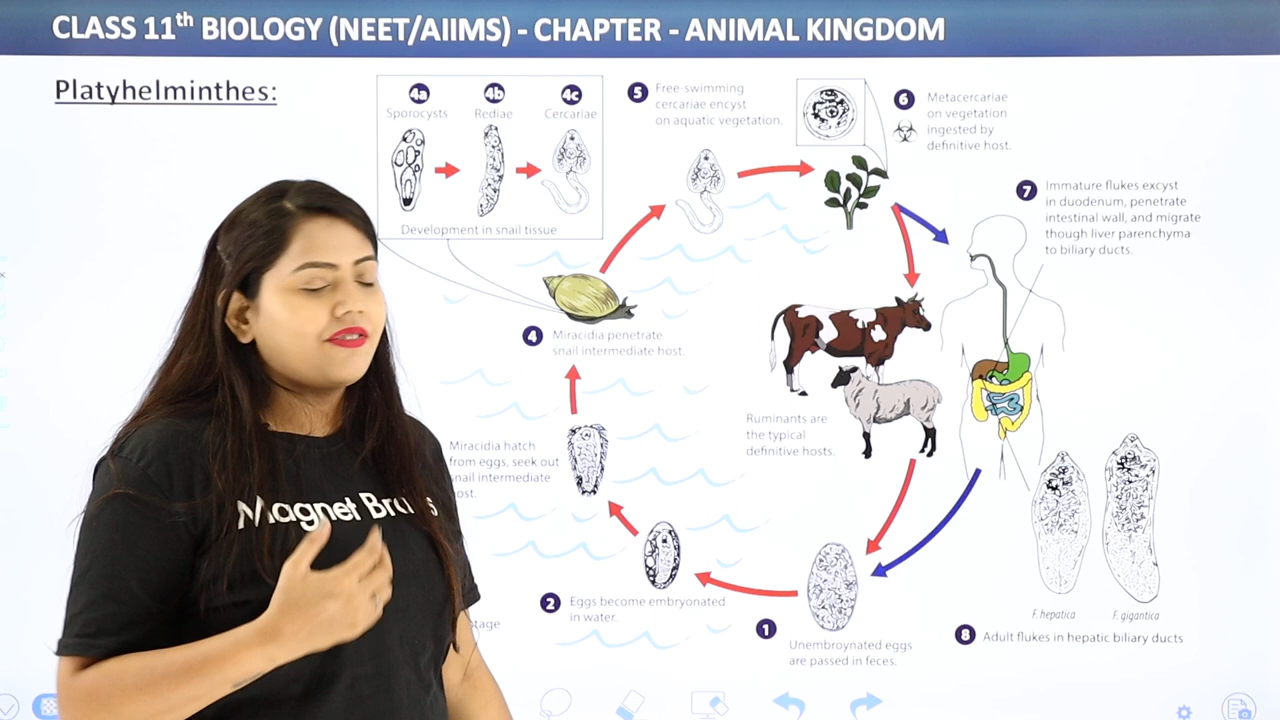 CLASS 11th BIOLOGY (NEET/AIIMS) - CHAPTER - ANIMAL KINGDOM
Platyhelminthes:
4a
4b
4c
Sporocysts
Rediae
Cercariae
Development in snail tissue
5
Free-swimming
cercariae encyst
on aquatic vegetation.
6
Metacercariae
on vegetation
ingested by
definitive host.
7
Immature flukes excyst
in duodenum, penetrate
intestinal wall, and migrate
though liver parenchyma
to biliary ducts.
4
Miracidia penetrate
snail intermediate host.
Ruminants are
the typical
definitive hosts.
Miracidia hatch
from eggs, seek out
snail intermediate
ost.
Magnet Bra s
2
Eggs become embryonated
in water.
tage
1
Unembroynated eggs
are passed in feces.
F. hepatica
F. gigantica
8
Adult flukes in hepatic biliary ducts